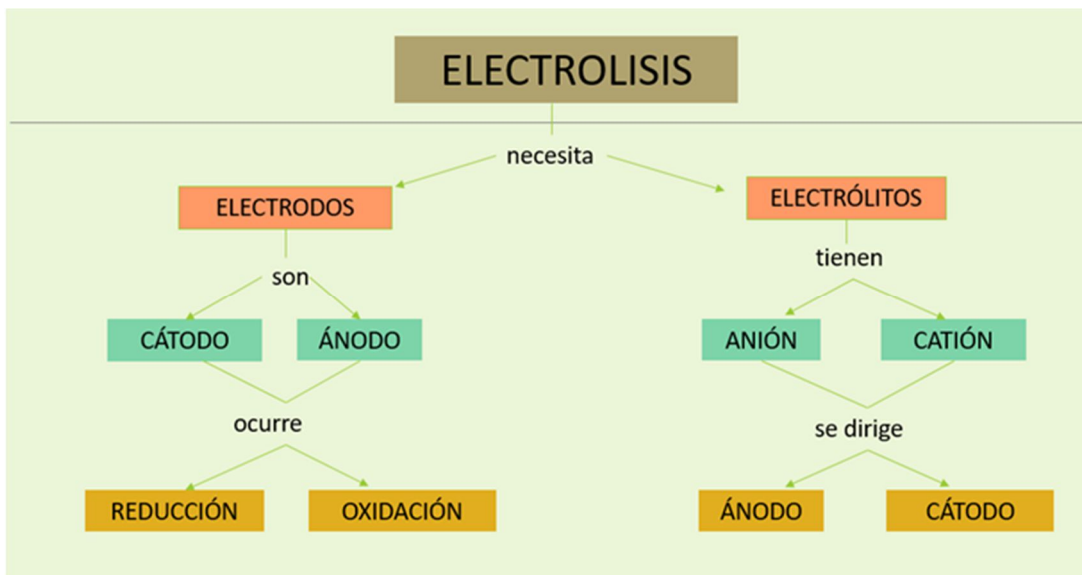 ELECTROLISIS
necesita
ELECTRODOS
ELECTRÓLITOS
son
tienen
CÁTODO
ÁNODO
ANIÓN
CATIÓN
ocurre
se dirige
REDUCCIÓN
OXIDACIÓN
ÁNODO
CÁTODO